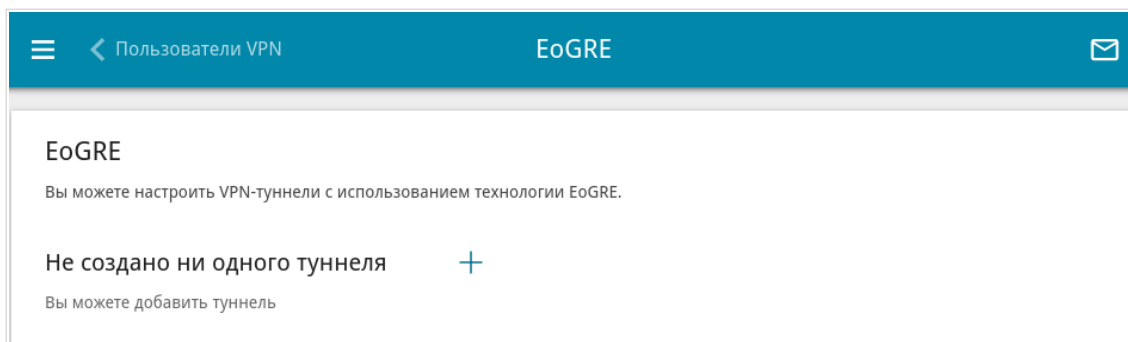 Пользователи VPN
EoGRE
EoGRE
Вы можете настроить VPN-туннели с использованием технологии EoGRE.
Не создано ни одного туннеля
Вы можете добавить туннель